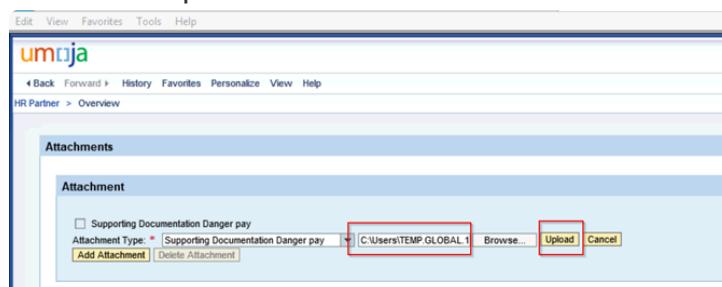 Edit View Favorites Tools Help
umoja
Back Forward History Favorites Personalize View Help
HR Partner > Overview
Attachments
Attachment
Supporting Documentation Danger pay
Attachment Type: * Supporting Documentation Danger pay C:\Users\TEMP.GLOBAL.1 Browse... Upload Cancel
Add Attachment Delete Attachment